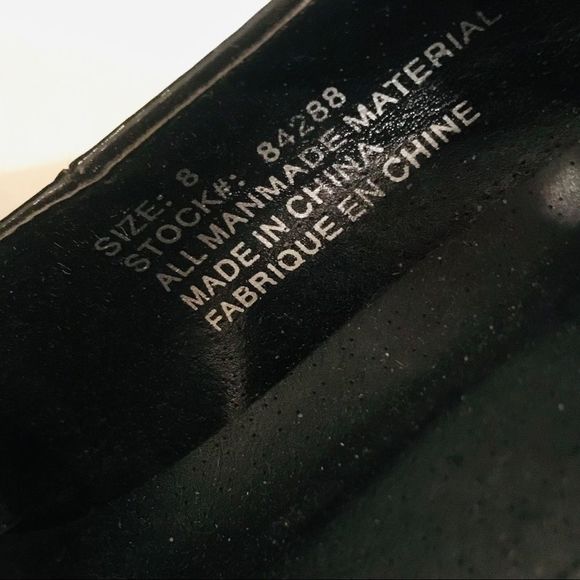 SIZE: 8
STOCK#: 84288
ALL MANMADE MATERIAL
MADE IN CHINA
FABRIQUE EN CHINE